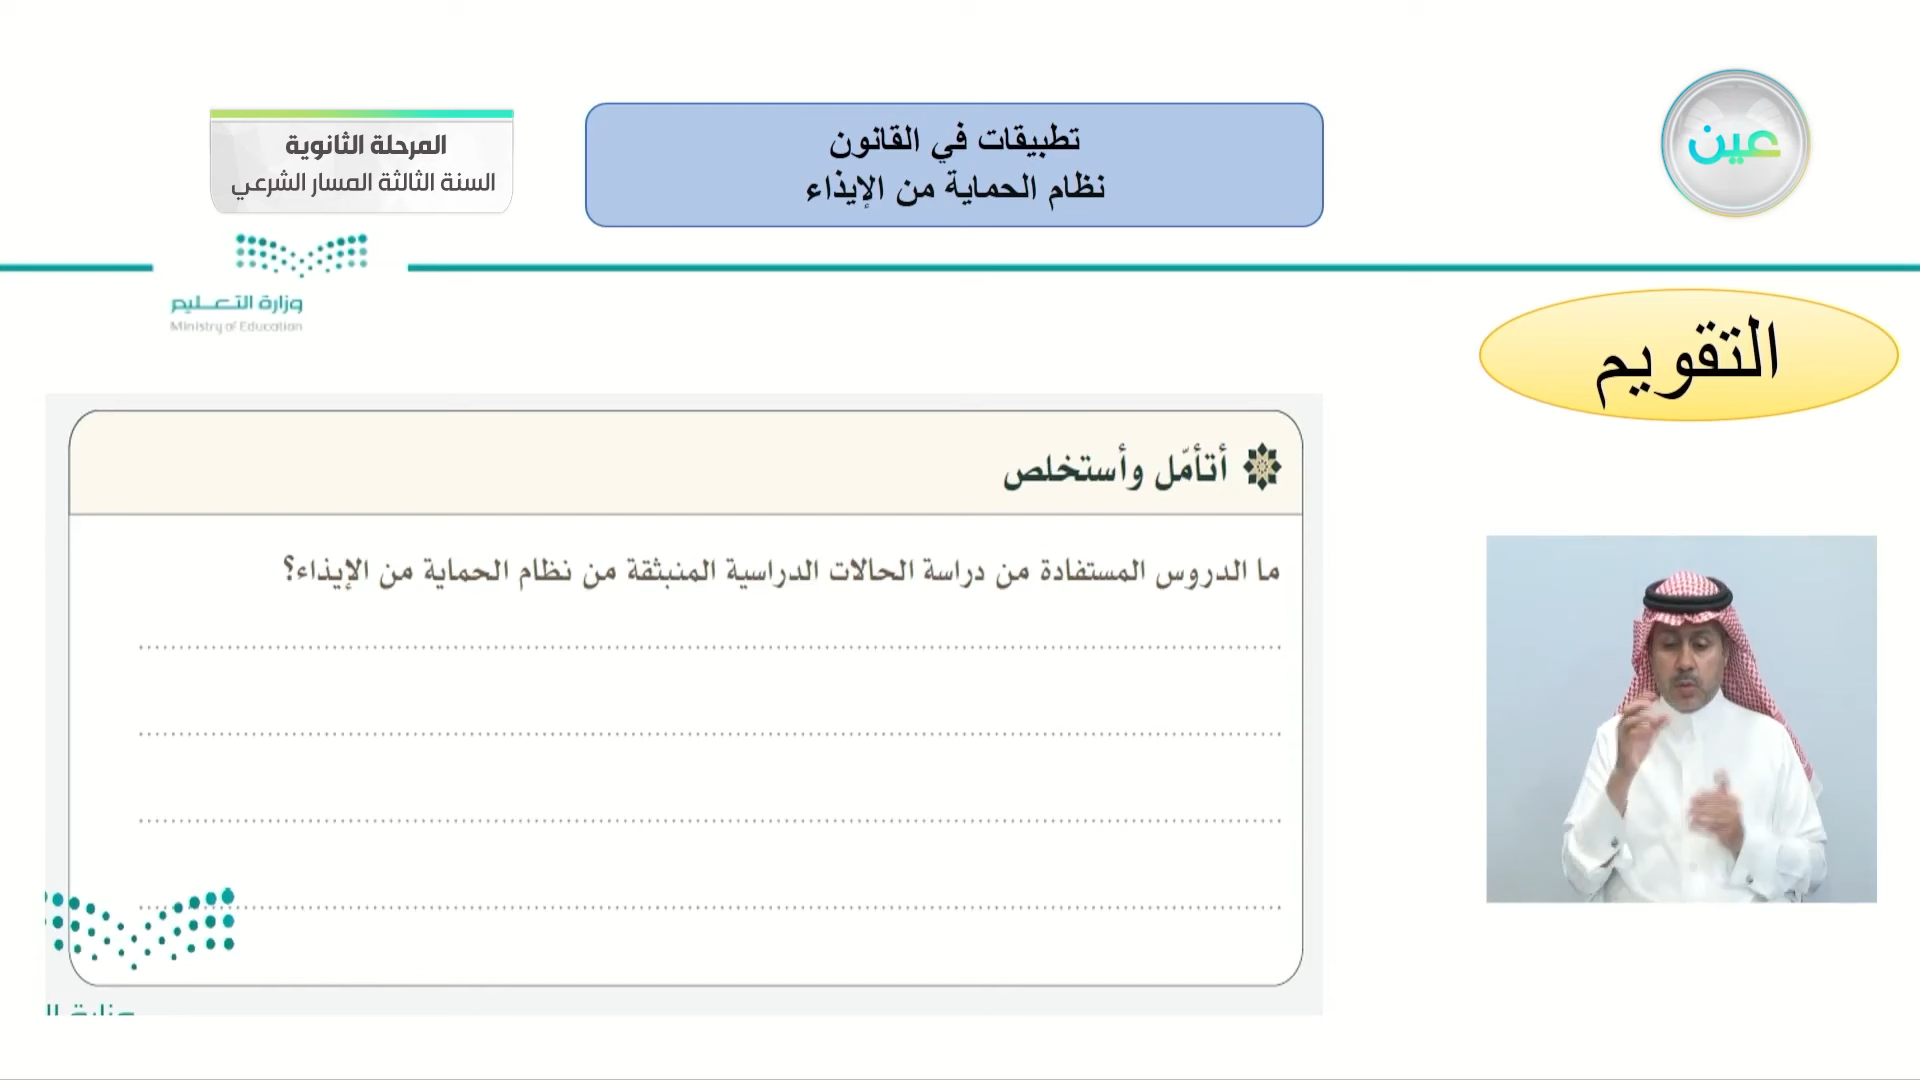 عين
تطبيقات في القانون
نظام الحماية من الإيذاء
المرحلة الثانوية
السنة الثالثة المسار الشرعي
وزارة التعليم
Ministry of Education
التقويم
أتأمّل وأستخلص
ما الدروس المستفادة من دراسة الحالات الدراسية المنبثقة من نظام الحماية من الإيذاء؟